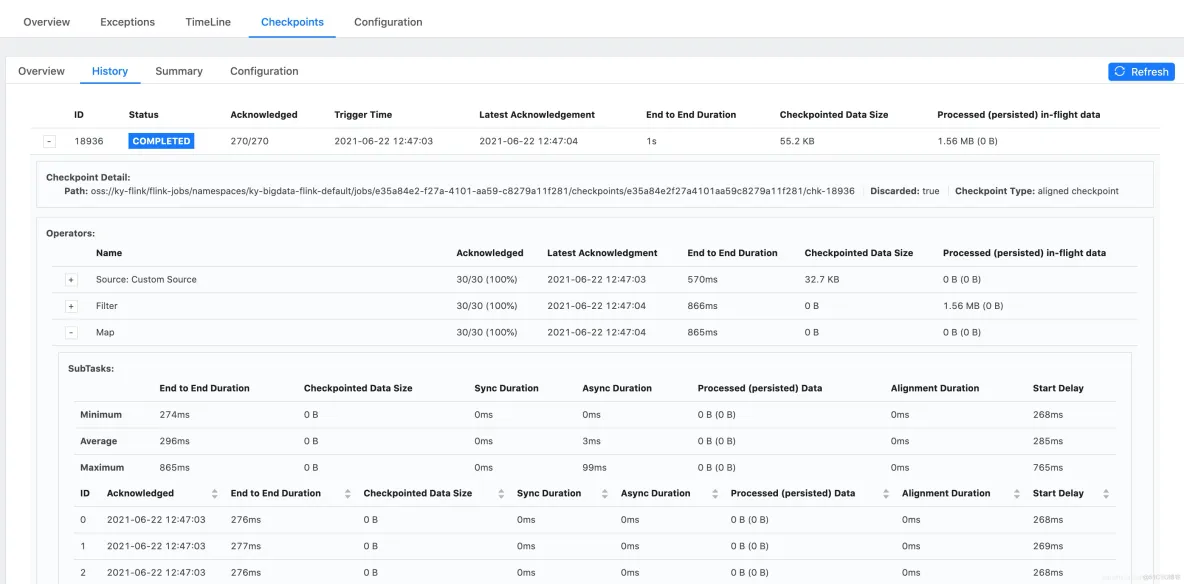 Overview Exceptions TimeLine Checkpoints Configuration
Overview History Summary Configuration Refresh
ID Status Acknowledged Trigger Time Latest Acknowledgement End to End Duration Checkpointed Data Size Processed (persisted) in-flight data
- 18936 COMPLETED 270/270 2021-06-22 12:47:03 2021-06-22 12:47:04 1s 55.2 KB 1.56 MB (0 B)
Checkpoint Detail:
Path: oss://ky-flink/flink-jobs/namespaces/ky-bigdata-flink-default/jobs/e35a84e2-f27a-4101-aa59-c8279a11f281/checkpoints/e35a84e2f27a4101aa59c8279a11f281/chk-18936 Discarded: true Checkpoint Type: aligned checkpoint
Operators:
Name Acknowledged Latest Acknowledgment End to End Duration Checkpointed Data Size Processed (persisted) in-flight data
+ Source: Custom Source 30/30 (100%) 2021-06-22 12:47:03 570ms 32.7 KB 0 B (0 B)
+ Filter 30/30 (100%) 2021-06-22 12:47:04 866ms 0 B 1.56 MB (0 B)
- Map 30/30 (100%) 2021-06-22 12:47:04 865ms 0 B 0 B (0 B)
SubTasks:
End to End Duration Checkpointed Data Size Sync Duration Async Duration Processed (persisted) Data Alignment Duration Start Delay
Minimum 274ms 0 B 0ms 0ms 0 B (0 B) 0ms 268ms
Average 296ms 0 B 0ms 3ms 0 B (0 B) 0ms 285ms
Maximum 865ms 0 B 0ms 99ms 0 B (0 B) 0ms 765ms
ID Acknowledged End to End Duration Checkpointed Data Size Sync Duration Async Duration Processed (persisted) Data Alignment Duration Start Delay
0 2021-06-22 12:47:03 276ms 0 B 0ms 0ms 0 B (0 B) 0ms 268ms
1 2021-06-22 12:47:03 277ms 0 B 0ms 0ms 0 B (0 B) 0ms 269ms
2 2021-06-22 12:47:03 276ms 0 B 0ms 0ms 0 B (0 B) 0ms 268ms